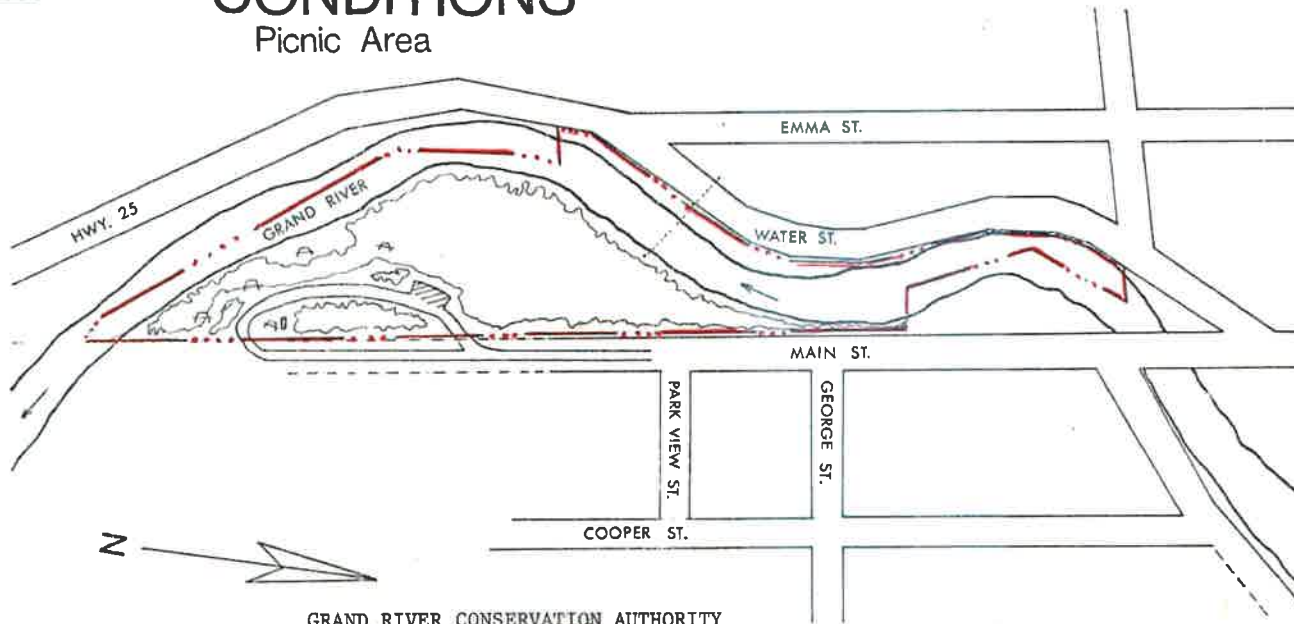 CONDITIONS
Picnic Area
EMMA ST.
HWY. 25
GRAND RIVER
WATER ST.
MAIN ST.
PARK VIEW ST.
GEORGE ST.
COOPER ST.
N
GRAND RIVER CONSERVATION AUTHORITY